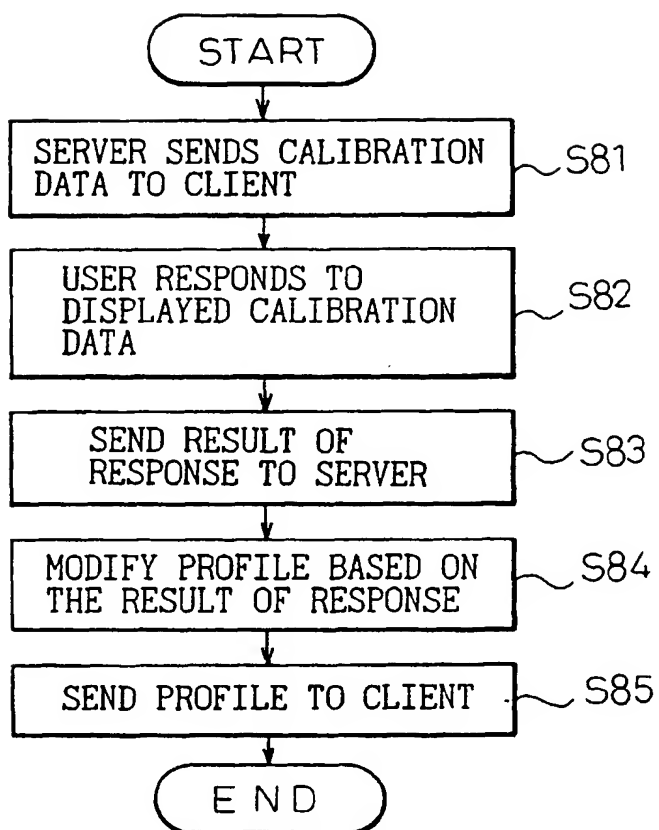 START
SERVER SENDS CALIBRATION
DATA TO CLIENT
S81
USER RESPONDS TO
DISPLAYED CALIBRATION
DATA
S82
SEND RESULT OF
RESPONSE TO SERVER
S83
MODIFY PROFILE BASED ON
THE RESULT OF RESPONSE
S84
SEND PROFILE TO CLIENT
S85
END